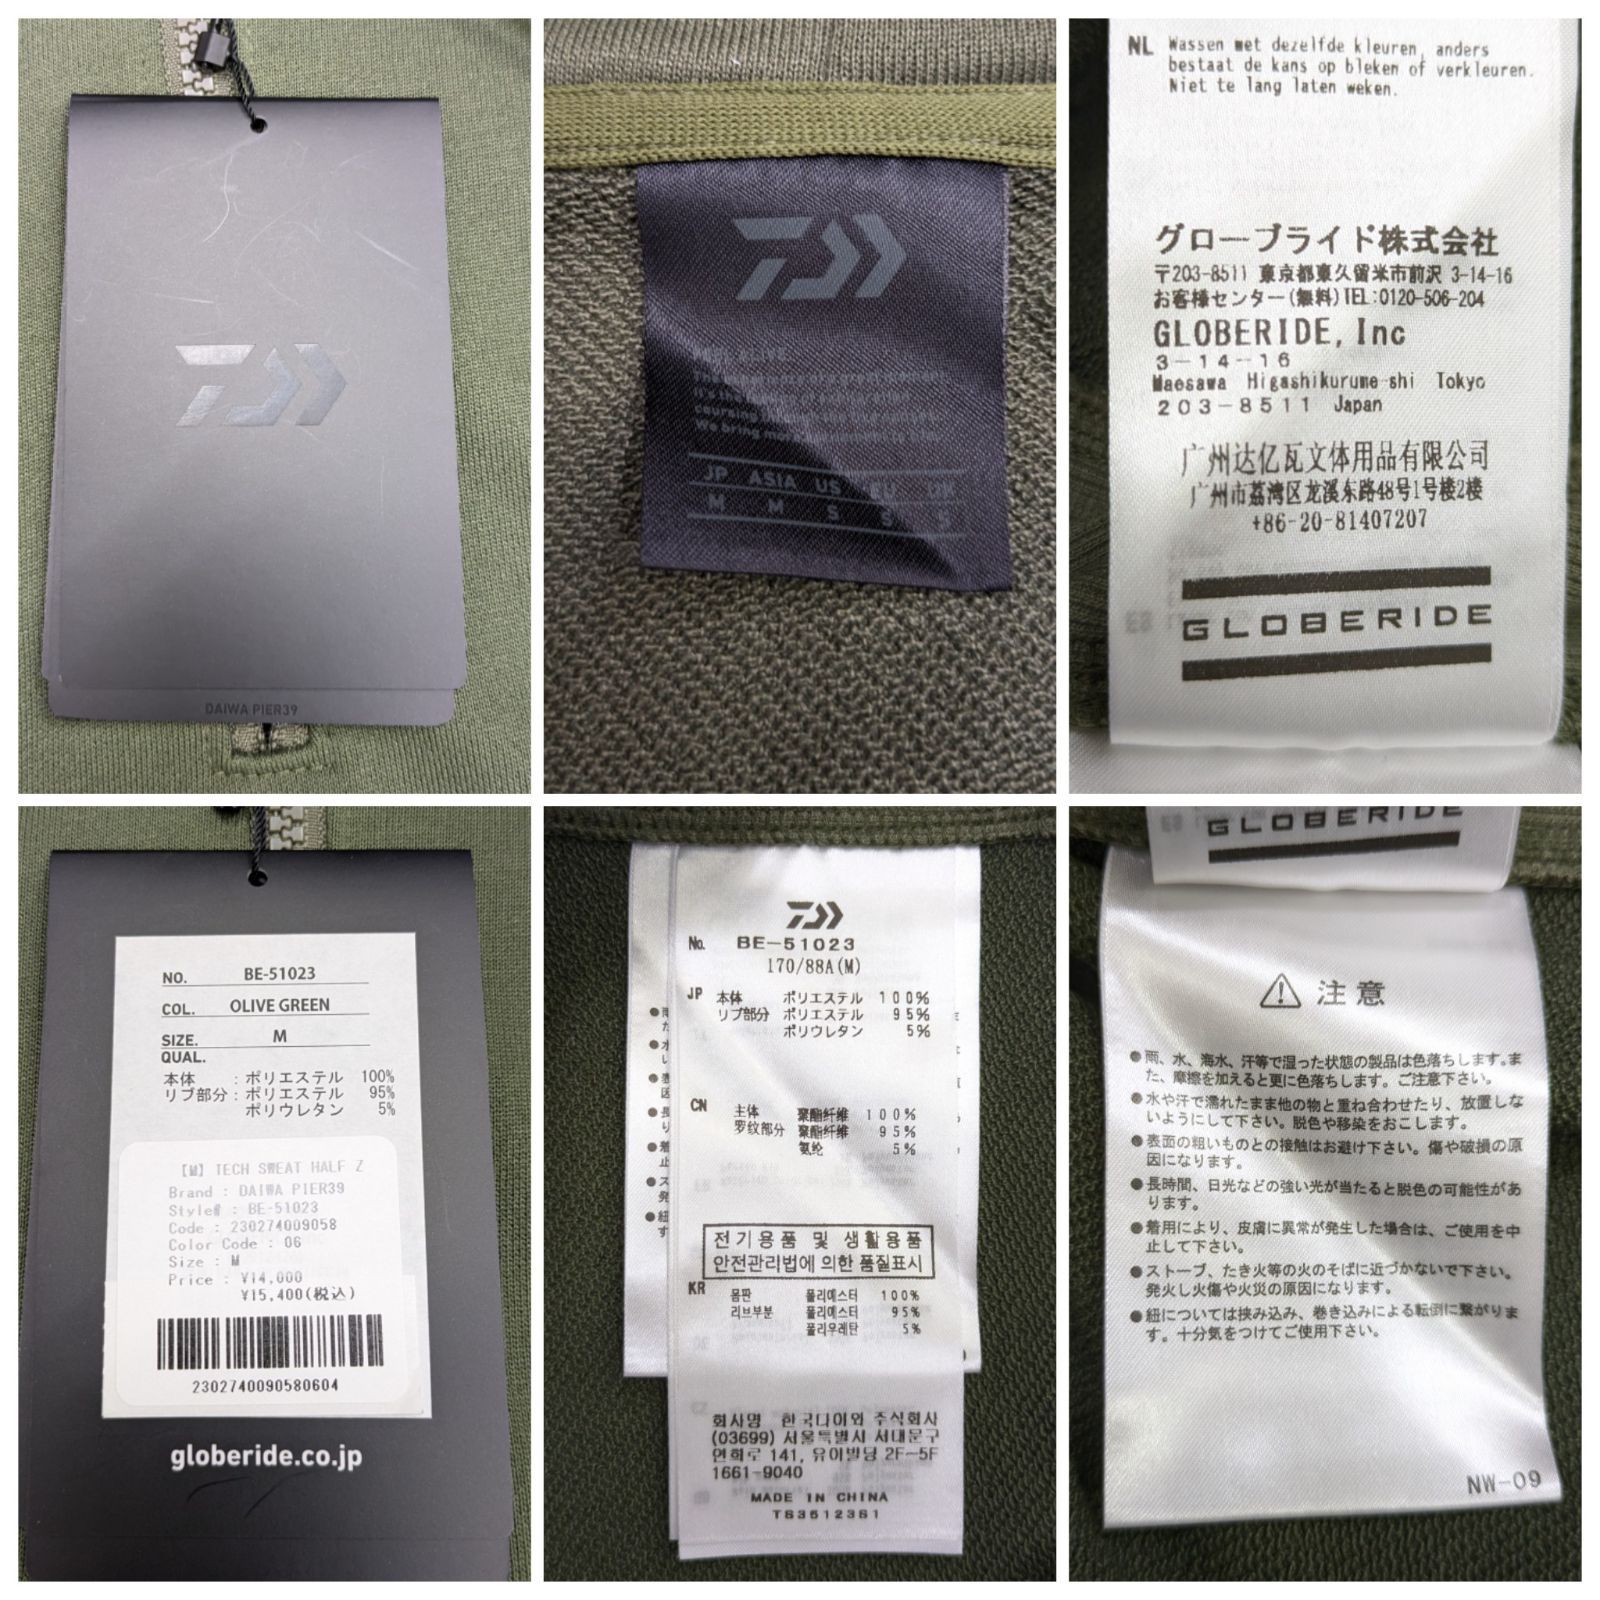 DAIWA PIER39
JP ASIA US EU UK
M M S S S
NL Wassen met dezelfde kleuren, anders
bestaat de kans op bleken of verkleuren.
Niet te lang laten weken.
グローブライド株式会社
〒203-8511 東京都東久留米市前沢 3-14-16
お客様センター(無料)TEL:0120-506-204
GLOBERIDE, Inc
3-14-16
Maesawa Higashikurume-shi Tokyo
203-8511 Japan
广州达亿瓦文体用品有限公司
广州市荔湾区龙溪东路48号1号楼2楼
+86-20-81407207
GLOBERIDE
NO. BE-51023
COL. OLIVE GREEN
SIZE. M
QUAL.
本体 : ポリエステル 100%
リブ部分 : ポリエステル 95%
ポリウレタン 5%
【M】TECH SWEAT HALF Z
Brand : DAIWA PIER39
Style# : BE-51023
Code : 230274009058
Color Code : 06
Size : M
Price : ¥14,000
¥15,400(税込)
2302740090580604
globeride.co.jp
No. BE-51023
170/88A(M)
JP 本体 ポリエステル 100%
リブ部分 ポリエステル 95%
ポリウレタン 5%
CN 主体 聚酯纤维 100%
罗纹部分 聚酯纤维 95%
氨纶 5%
전기용품 및 생활용품
안전관리법에 의한 품질표시
KR 몸판 폴리에스터 100%
리브부분 폴리에스터 95%
폴리우레탄 5%
회사명 한국다이와 주식회사
(03699) 서울특별시 서대문구
연희로 141, 유이빌딩 2F-5F
1661-9040
MADE IN CHINA
TS35123S1
GLOBERIDE
⚠ 注意
●雨、水、海水、汗等で湿った状態の製品は色落ちします。ま
た、摩擦を加えると更に色落ちします。ご注意下さい。
●水や汗で濡れたまま他の物と重ね合わせたり、放置しな
いようにして下さい。脱色や移染をおこします。
●表面の粗いものとの接触はお避け下さい。傷や破損の原
因になります。
●長時間、日光などの強い光が当たると脱色の可能性があ
ります。
●着用により、皮膚に異常が発生した場合は、ご使用を中
止して下さい。
●ストーブ、たき火等の火のそばに近づかないで下さい。
発火し火傷や火災の原因になります。
●紐については挟み込み、巻き込みによる転倒に繋がりま
す。十分気をつけてご使用下さい。
NW-09